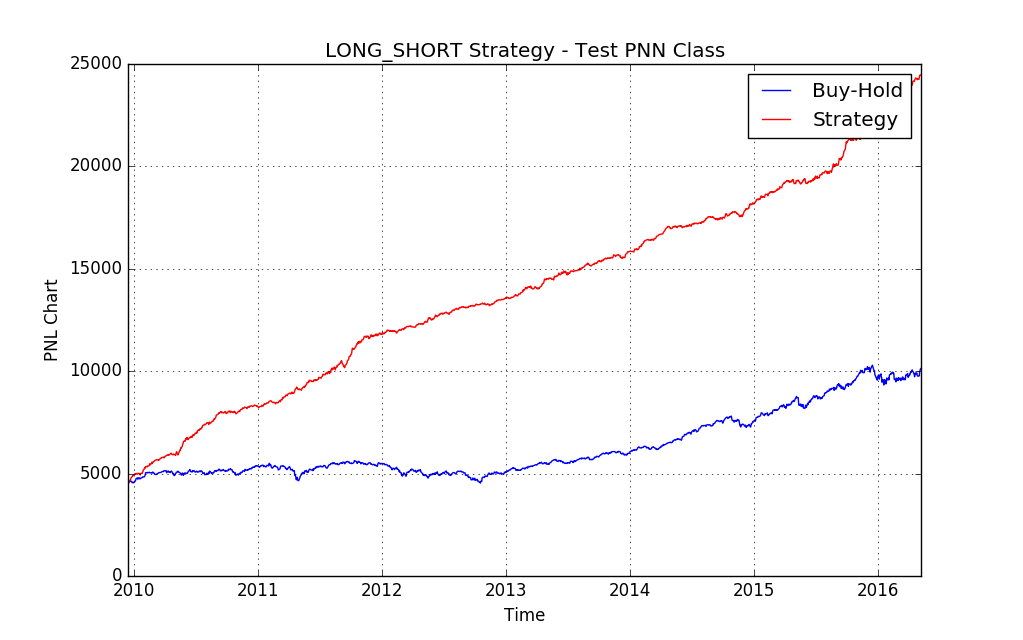 LONG_SHORT Strategy - Test PNN Class
25000
20000
15000
10000
5000
0
PNL Chart
Buy-Hold
Strategy
2010 2011 2012 2013 2014 2015 2016
Time